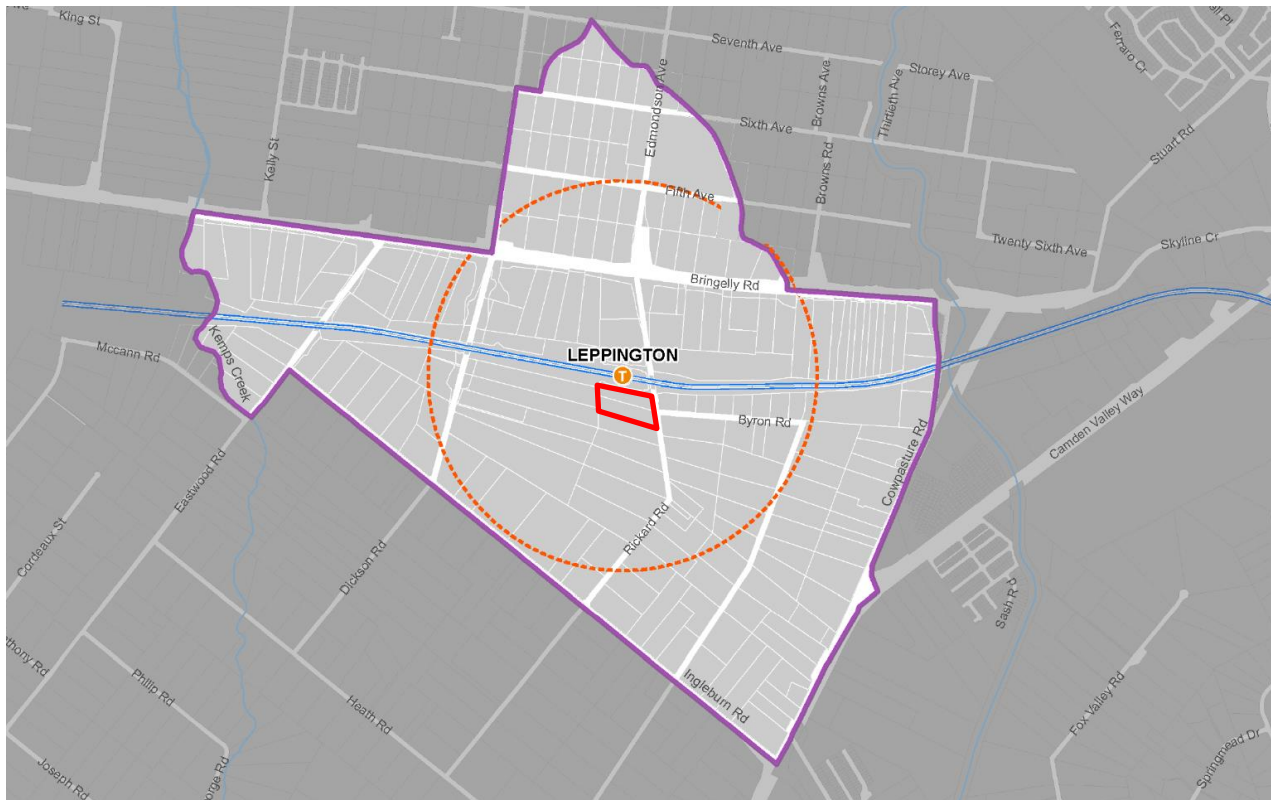 King St
Seventh Ave
Ferraro Cr
Storey Ave
Edmondson Ave
Browns Ave
Thirtieth Ave
Sixth Ave
Stuart Rd
Kelly St
Browns Rd
Fifth Ave
Twenty Sixth Ave
Skyline Cr
Bringelly Rd
LEPPINGTON
T
Mccann Rd
Kemps Creek
Byron Rd
Camden Valley Way
Cowpasture Rd
Eastwood Rd
Rickard Rd
Cordeaux St
Dickson Rd
Sash R
thony Rd
Philip Rd
Heath Rd
Ingleburn Rd
Fox Valley Rd
Springmead Dr
Joseph Rd
orge Rd